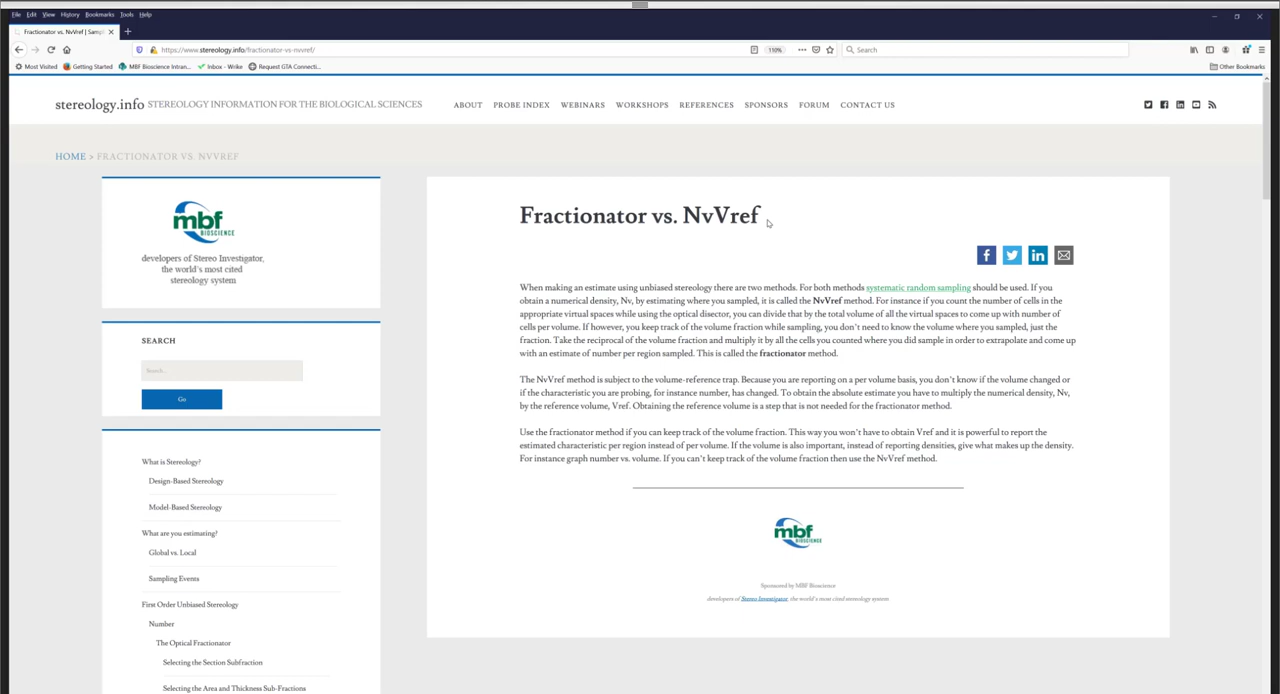 File Edit View History Bookmarks Tools Help
Fractionator vs. NvVref | Samp
https://www.stereology.info/fractionator-vs-nvvref/
110%
Search
Most Visited Getting Started MBF Bioscience Intran... Inbox - Wrike Request GTA Connecti...
Other Bookmarks
stereology.info STEREOLOGY INFORMATION FOR THE BIOLOGICAL SCIENCES
ABOUT PROBE INDEX WEBINARS WORKSHOPS REFERENCES SPONSORS FORUM CONTACT US
HOME > FRACTIONATOR VS. NVVREF
mbf
BIOSCIENCE
developers of Stereo Investigator,
the world's most cited
stereology system
SEARCH
Search...
Go
What is Stereology?
Design-Based Stereology
Model-Based Stereology
What are you estimating?
Global vs. Local
Sampling Events
First Order Unbiased Stereology
Number
The Optical Fractionator
Selecting the Section Subfraction
Selecting the Area and Thickness Sub-Fractions
Fractionator vs. NvVref
When making an estimate using unbiased stereology there are two methods. For both methods systematic random sampling should be used. If you
obtain a numerical density, Nv, by estimating where you sampled, it is called the NvVref method. For instance if you count the number of cells in the
appropriate virtual spaces while using the optical disector, you can divide that by the total volume of all the virtual spaces to come up with number of
cells per volume. If however, you keep track of the volume fraction while sampling, you don't need to know the volume where you sampled, just the
fraction. Take the reciprocal of the volume fraction and multiply it by all the cells you counted where you did sample in order to extrapolate and come up
with an estimate of number per region sampled. This is called the fractionator method.
The NvVref method is subject to the volume-reference trap. Because you are reporting on a per volume basis, you don't know if the volume changed or
if the characteristic you are probing, for instance number, has changed. To obtain the absolute estimate you have to multiply the numerical density, Nv,
by the reference volume, Vref. Obtaining the reference volume is a step that is not needed for the fractionator method.
Use the fractionator method if you can keep track of the volume fraction. This way you won't have to obtain Vref and it is powerful to report the
estimated characteristic per region instead of per volume. If the volume is also important, instead of reporting densities, give what makes up the density.
For instance graph number vs. volume. If you can't keep track of the volume fraction then use the NvVref method.
mbf
BIOSCIENCE
Sponsored by MBF Bioscience
developers of Stereo Investigator, the world's most cited stereology system